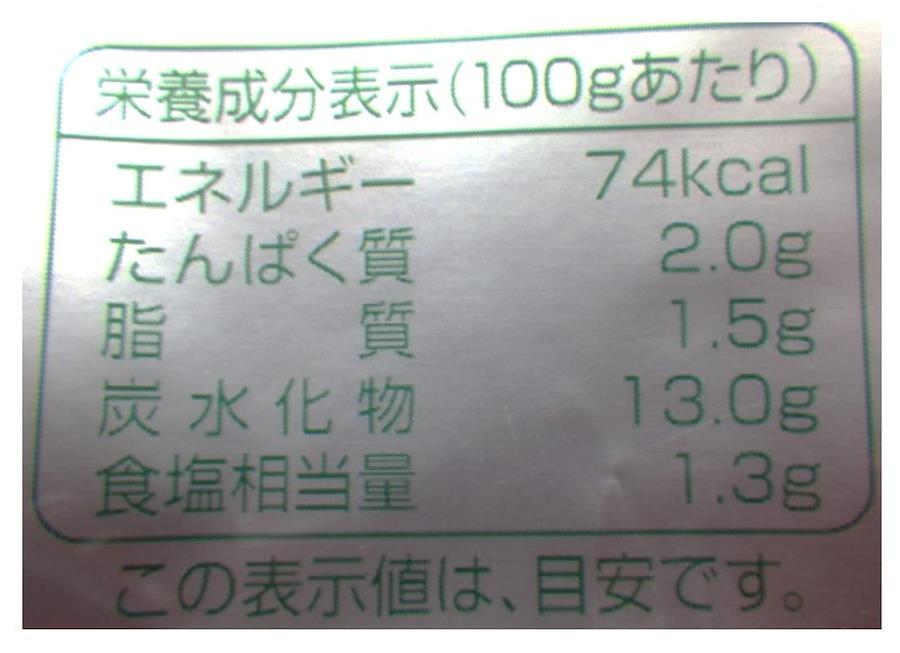 栄養成分表示(100gあたり)
エネルギー 74kcal
たんぱく質 2.0g
脂質 1.5g
炭水化物 13.0g
食塩相当量 1.3g
この表示値は、目安です。